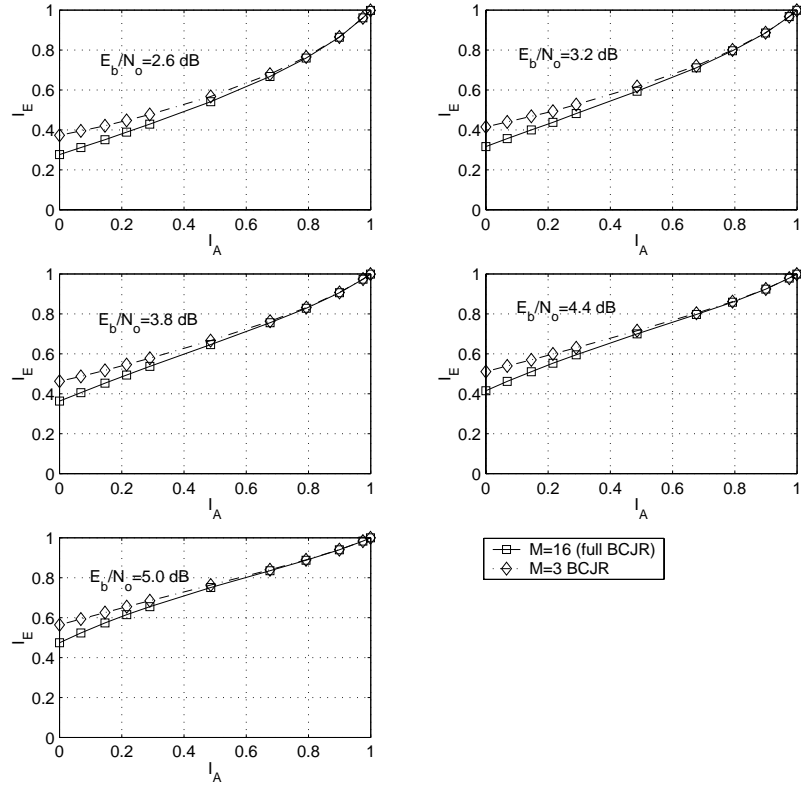 1
0.8
0.6
0.4
0.2
0
I_E
E_b/N_o=2.6 dB
0 0.2 0.4 0.6 0.8 1
I_A
1
0.8
0.6
0.4
0.2
0
I_E
E_b/N_o=3.2 dB
0 0.2 0.4 0.6 0.8 1
I_A
1
0.8
0.6
0.4
0.2
0
I_E
E_b/N_o=3.8 dB
0 0.2 0.4 0.6 0.8 1
I_A
1
0.8
0.6
0.4
0.2
0
I_E
E_b/N_o=4.4 dB
0 0.2 0.4 0.6 0.8 1
I_A
1
0.8
0.6
0.4
0.2
0
I_E
E_b/N_o=5.0 dB
0 0.2 0.4 0.6 0.8 1
I_A
M=16 (full BCJR)
M=3 BCJR